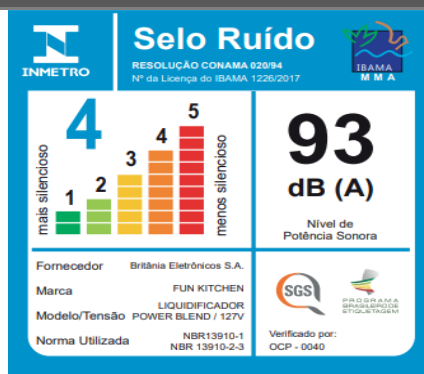 INMETRO
Selo Ruído
RESOLUÇÃO CONAMA 020/94
Nº da Licença do IBAMA 1226/2017
IBAMA
M M A
mais silencioso
4
1
2
3
4
5
menos silencioso
93
dB (A)
Nível de
Potência Sonora
Fornecedor Britânia Eletrônicos S.A.
Marca FUN KITCHEN
Modelo/Tensão LIQUIDIFICADOR
POWER BLEND / 127V
Norma Utilizada NBR13910-1
NBR 13910-2-3
SGS
PROGRAMA
BRASILEIRO DE
ETIQUETAGEM
Verificado por:
OCP - 0040